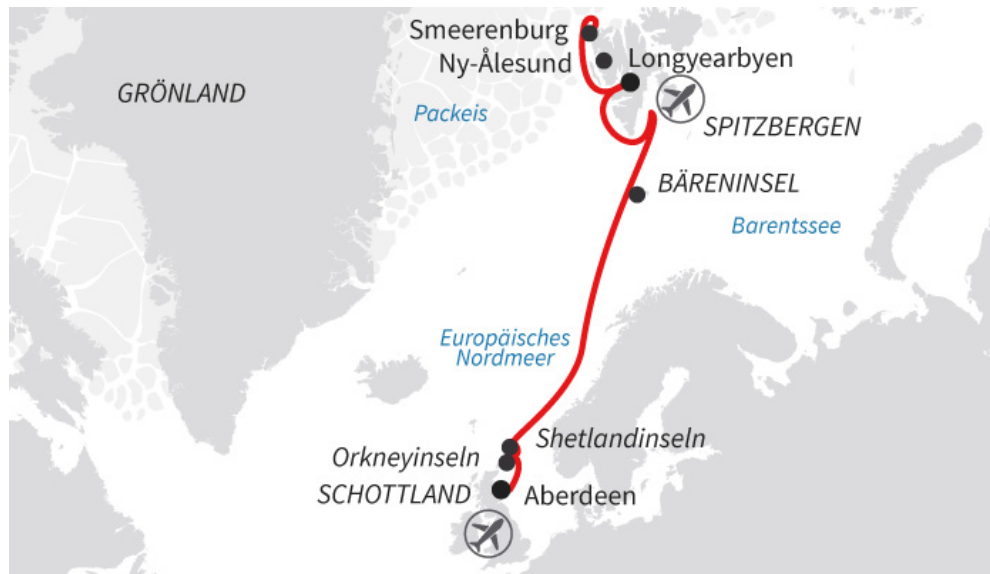 Smeerenburg
Ny-Ålesund
Longyearbyen
GRÖNLAND
Packeis
SPITZBERGEN
BÄRENINSEL
Barentssee
Europäisches
Nordmeer
Shetlandinseln
Orkneyinseln
SCHOTTLAND
Aberdeen